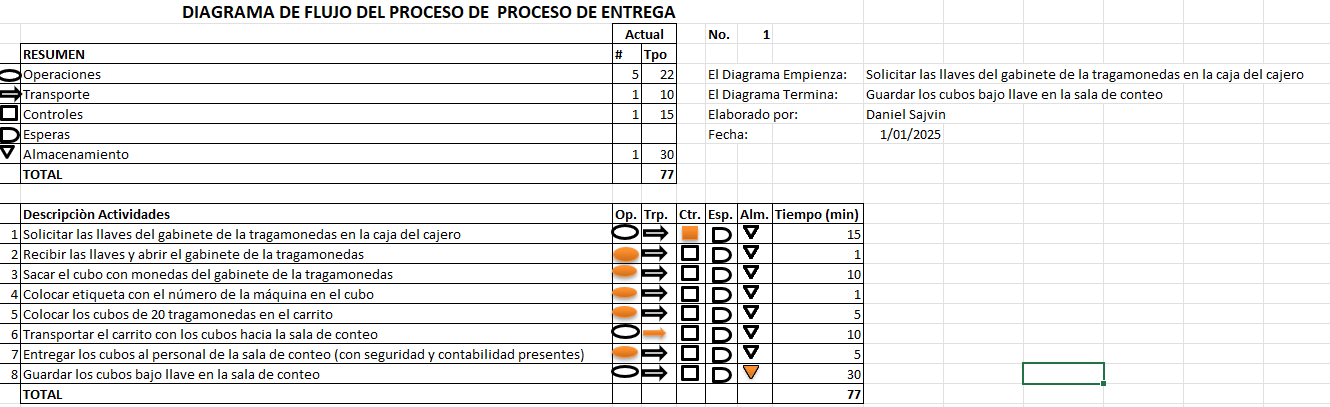 DIAGRAMA DE FLUJO DEL PROCESO DE PROCESO DE ENTREGA
Actual No. 1
RESUMEN # Tpo
Operaciones 5 22 El Diagrama Empienza: Solicitar las llaves del gabinete de la tragamonedas en la caja del cajero
Transporte 1 10 El Diagrama Termina: Guardar los cubos bajo llave en la sala de conteo
Controles 1 15 Elaborado por: Daniel Sajvin
Esperas Fecha: 1/01/2025
Almacenamiento 1 30
TOTAL 77
Descripciòn Actividades Op. Trp. Ctr. Esp. Alm. Tiempo (min)
1 Solicitar las llaves del gabinete de la tragamonedas en la caja del cajero 15
2 Recibir las llaves y abrir el gabinete de la tragamonedas 1
3 Sacar el cubo con monedas del gabinete de la tragamonedas 10
4 Colocar etiqueta con el número de la máquina en el cubo 1
5 Colocar los cubos de 20 tragamonedas en el carrito 5
6 Transportar el carrito con los cubos hacia la sala de conteo 10
7 Entregar los cubos al personal de la sala de conteo (con seguridad y contabilidad presentes) 5
8 Guardar los cubos bajo llave en la sala de conteo 30
TOTAL 77